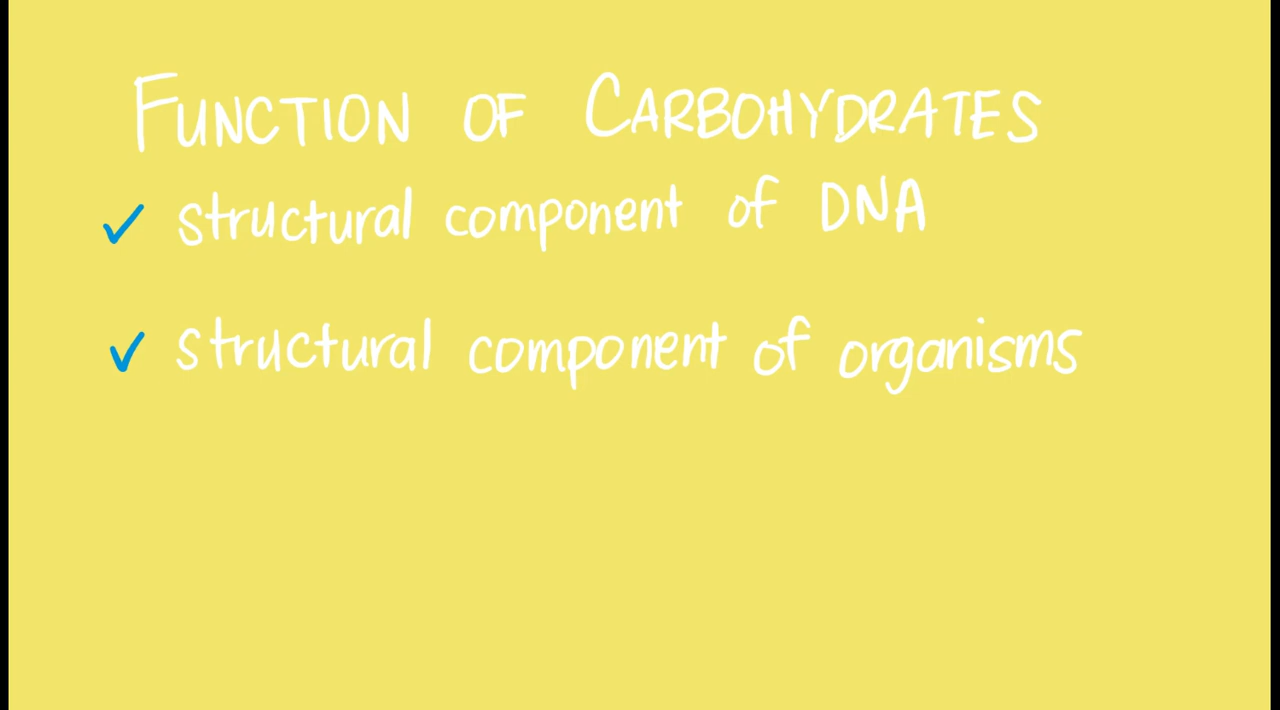 FUNCTION OF CARBOHYDRATES
✓ structural component of DNA
✓ structural component of organisms